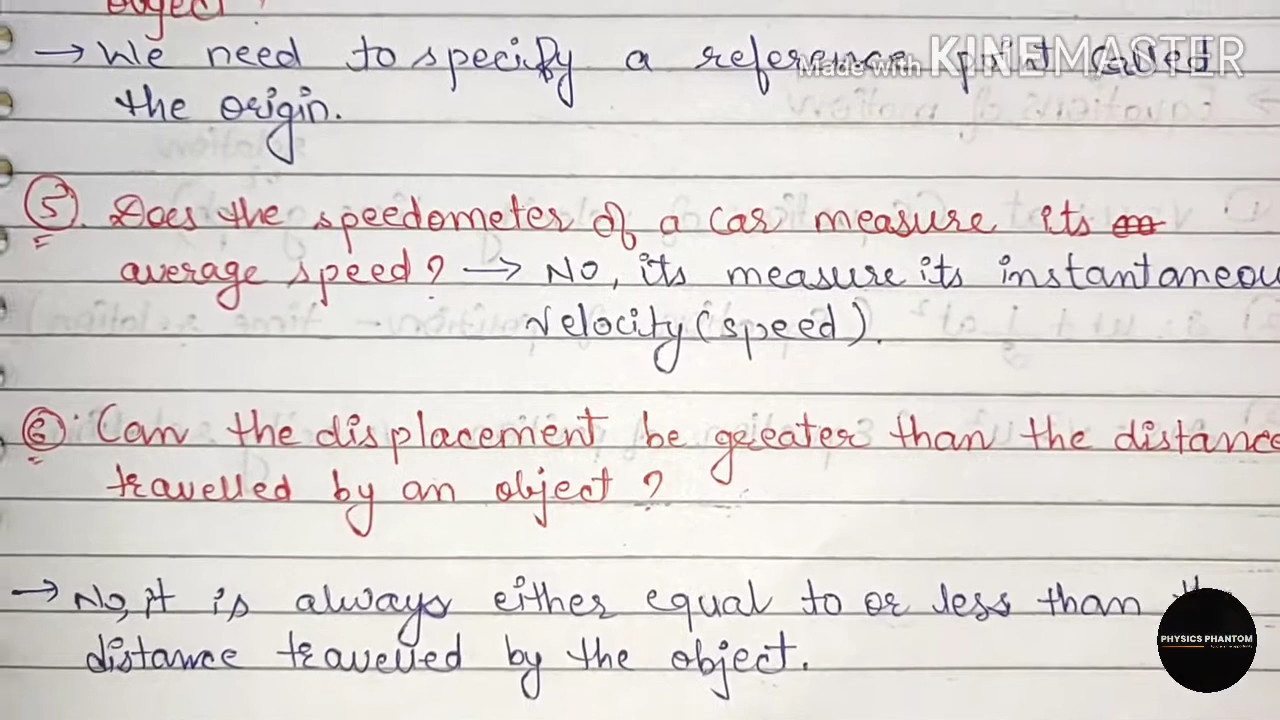 object ?
→ We need to specify a reference point called
Made with KINEMASTER
the origin.
5. Does the speedometer of a car measure its
average speed ? → No, its measure its instantaneou
velocity (speed).
6. Can the displacement be greater than the distance
travelled by an object ?
→ No, it is always either equal to or less than the
distance travelled by the object.
PHYSICS PHANTOM